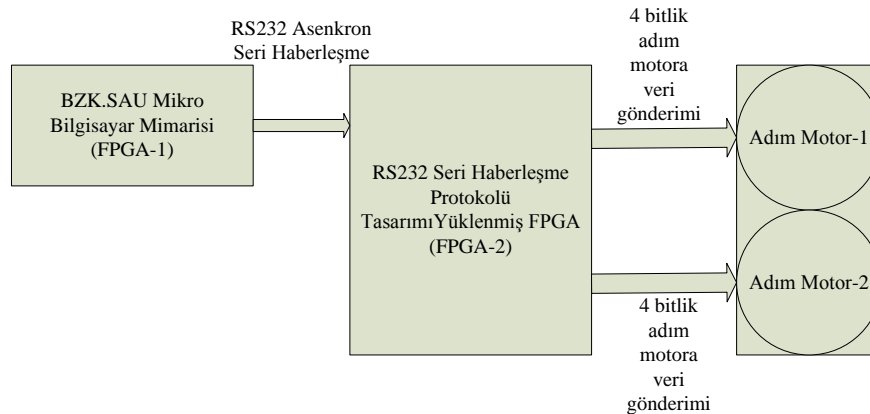 RS232 Asenkron
Seri Haberleşme
4 bitlik
adım
motora
veri
gönderimi
BZK.SAU Mikro
Bilgisayar Mimarisi
(FPGA-1)
RS232 Seri Haberleşme
Protokolü
TasarımıYüklenmiş FPGA
(FPGA-2)
Adım Motor-1
Adım Motor-2
4 bitlik
adım
motora
veri
gönderimi